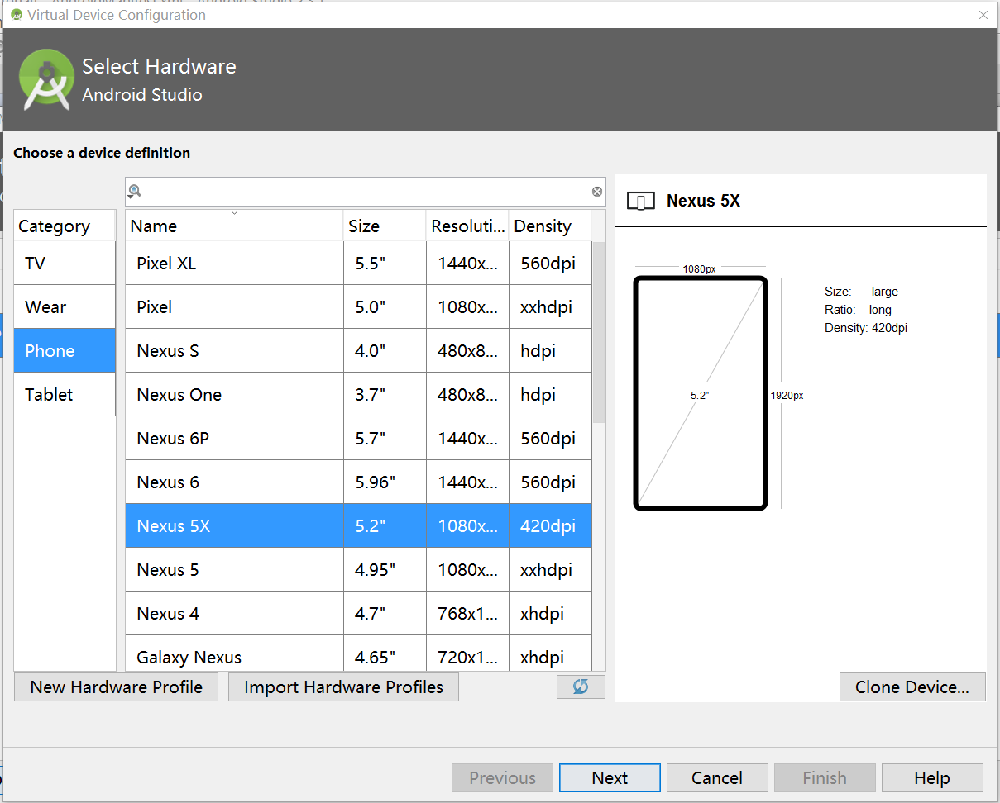 Virtual Device Configuration
Select Hardware
Android Studio
Choose a device definition
Category
TV
Wear
Phone
Tablet
Name Size Resoluti... Density
Pixel XL 5.5" 1440x... 560dpi
Pixel 5.0" 1080x... xxhdpi
Nexus S 4.0" 480x8... hdpi
Nexus One 3.7" 480x8... hdpi
Nexus 6P 5.7" 1440x... 560dpi
Nexus 6 5.96" 1440x... 560dpi
Nexus 5X 5.2" 1080x... 420dpi
Nexus 5 4.95" 1080x... xxhdpi
Nexus 4 4.7" 768x1... xhdpi
Galaxy Nexus 4.65" 720x1... xhdpi
New Hardware Profile Import Hardware Profiles
Nexus 5X
1080px
5.2"
1920px
Size: large
Ratio: long
Density: 420dpi
Clone Device...
Previous Next Cancel Finish Help